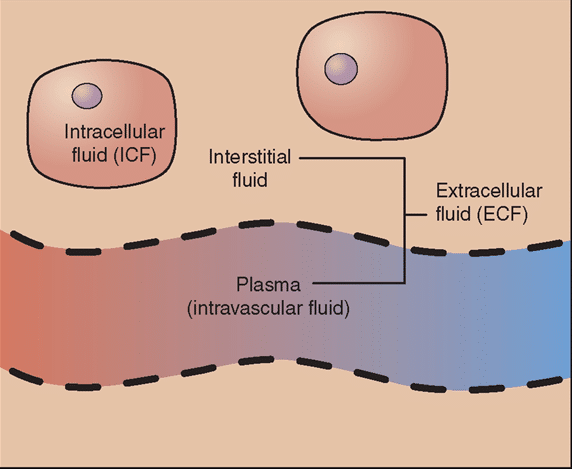 Intracellular
fluid (ICF)
Interstitial
fluid
Extracellular
fluid (ECF)
Plasma
(intravascular fluid)